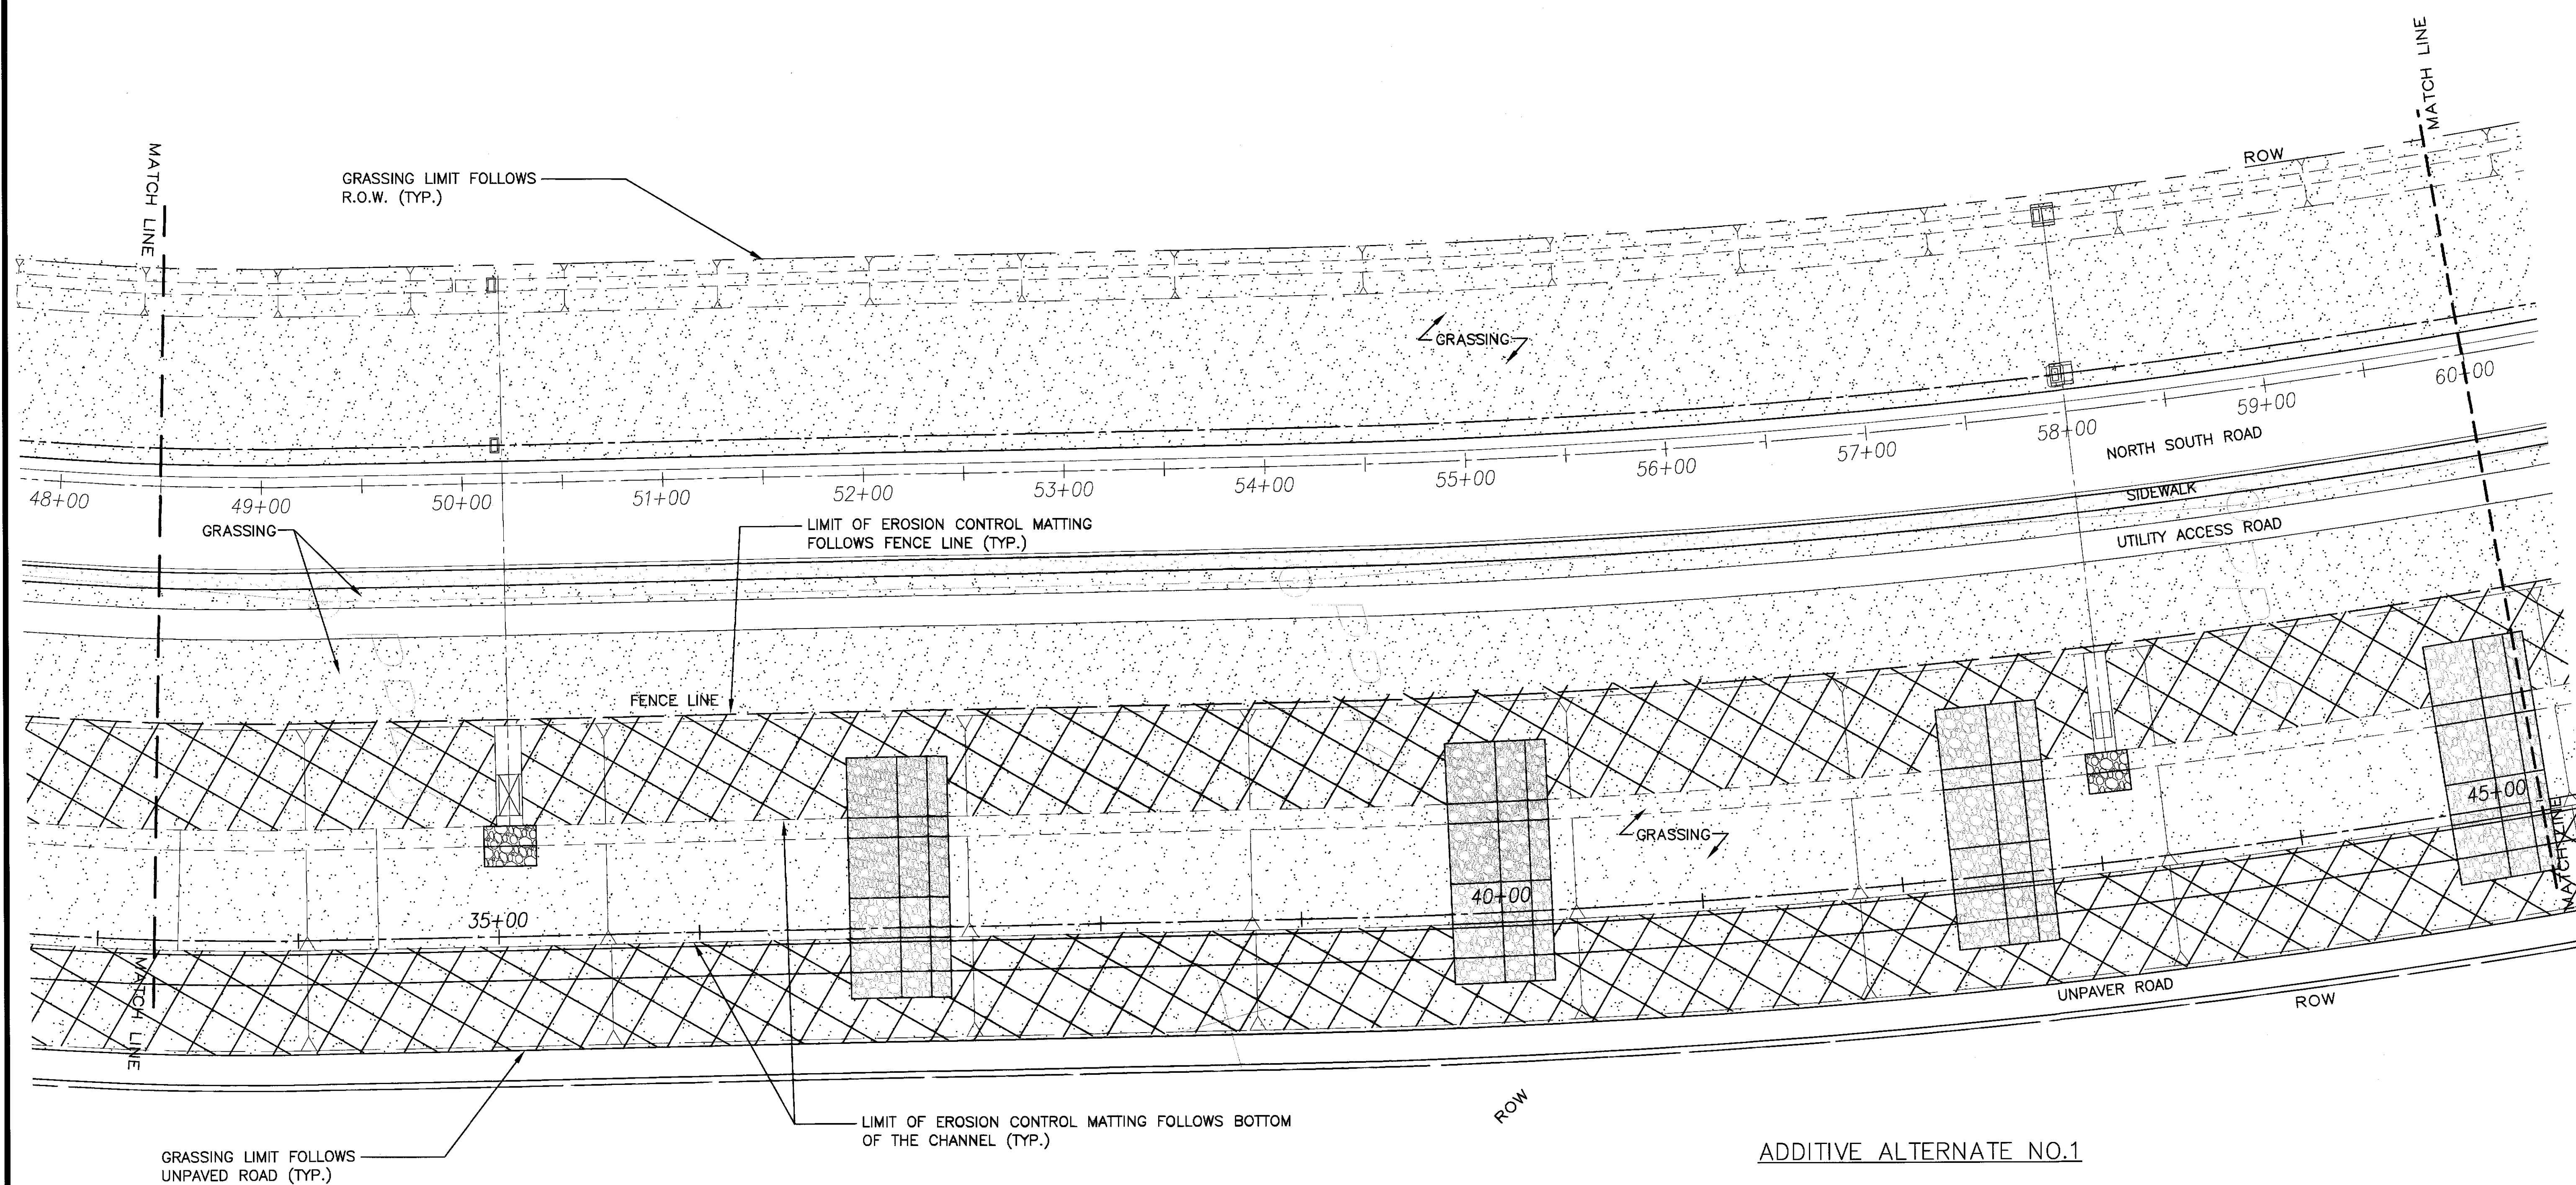 MATCH LINE
ROW
MATCH LINE
GRASSING LIMIT FOLLOWS
R.O.W. (TYP.)
GRASSING
48+00
49+00
50+00
51+00
52+00
53+00
54+00
55+00
56+00
57+00
58+00
59+00
60+00
NORTH SOUTH ROAD
SIDEWALK
UTILITY ACCESS ROAD
GRASSING
LIMIT OF EROSION CONTROL MATTING
FOLLOWS FENCE LINE (TYP.)
FENCE LINE
GRASSING
35+00
40+00
45+00
MATCH LINE
MATCH LINE
UNPAVER ROAD
ROW
ROW
LIMIT OF EROSION CONTROL MATTING FOLLOWS BOTTOM
OF THE CHANNEL (TYP.)
GRASSING LIMIT FOLLOWS
UNPAVED ROAD (TYP.)
ADDITIVE ALTERNATE NO.1